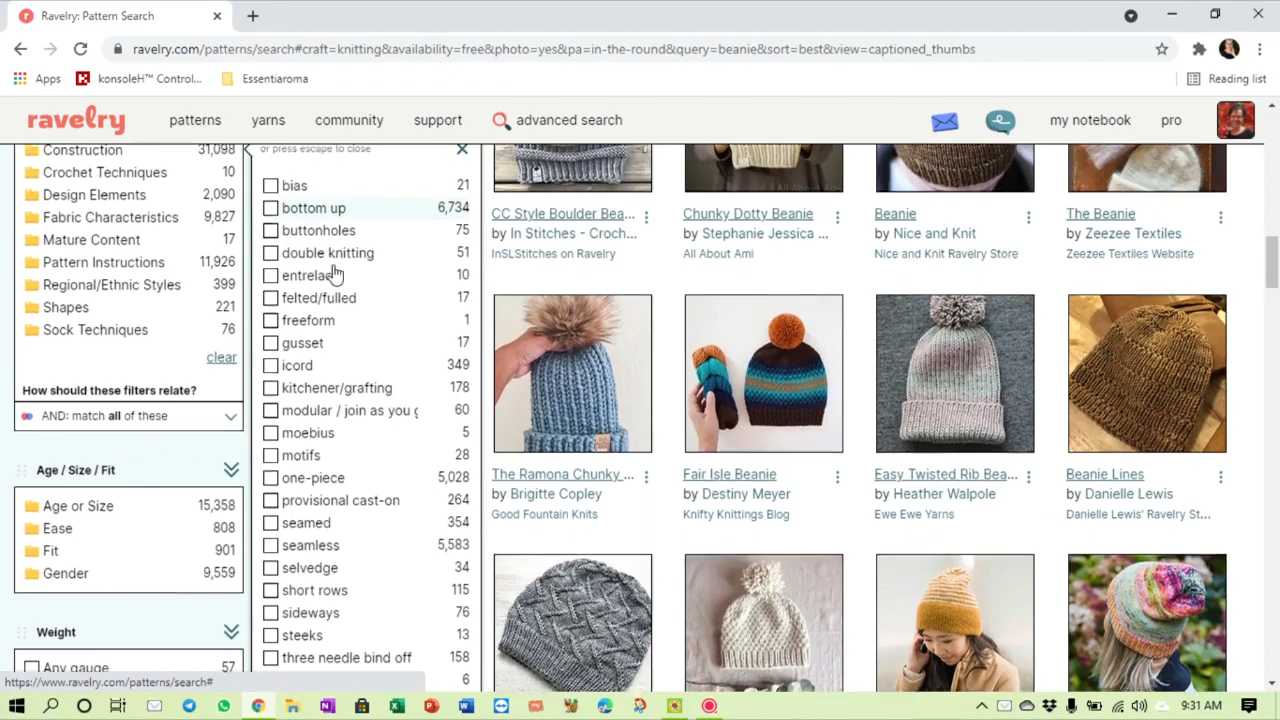 Ravelry: Pattern Search
ravelry.com/patterns/search#craft=knitting&availability=free&photo=yes&pa=in-the-round&query=beanie&sort=best&view=captioned_thumbs
Apps
konsoleH™ Control...
Essentiaroma
Reading list
ravelry
patterns
yarns
community
support
advanced search
my notebook
pro
Construction 31,098
Crochet Techniques 10
Design Elements 2,090
Fabric Characteristics 9,827
Mature Content 17
Pattern Instructions 11,926
Regional/Ethnic Styles 399
Shapes 221
Sock Techniques 76
clear
How should these filters relate?
AND: match all of these
Age / Size / Fit
Age or Size 15,358
Ease 808
Fit 901
Gender 9,559
Weight
Any gauge 57
https://www.ravelry.com/patterns/search#
or press escape to close
bias 21
bottom up 6,734
buttonholes 75
double knitting 51
entrelac 10
felted/fulled 17
freeform 1
gusset 17
icord 349
kitchener/grafting 178
modular / join as you g 60
moebius 5
motifs 28
one-piece 5,028
provisional cast-on 264
seamed 354
seamless 5,583
selvedge 34
short rows 115
sideways 76
steeks 13
three needle bind off 158
6
CC Style Boulder Bea...
by In Stitches - Croch...
InSLStitches on Ravelry
Chunky Dotty Beanie
by Stephanie Jessica ...
All About Ami
Beanie
by Nice and Knit
Nice and Knit Ravelry Store
The Beanie
by Zeezee Textiles
Zeezee Textiles Website
The Ramona Chunky ...
by Brigitte Copley
Good Fountain Knits
Fair Isle Beanie
by Destiny Meyer
Knifty Knittings Blog
Easy Twisted Rib Bea...
by Heather Walpole
Ewe Ewe Yarns
Beanie Lines
by Danielle Lewis
Danielle Lewis' Ravelry St...
9:31 AM